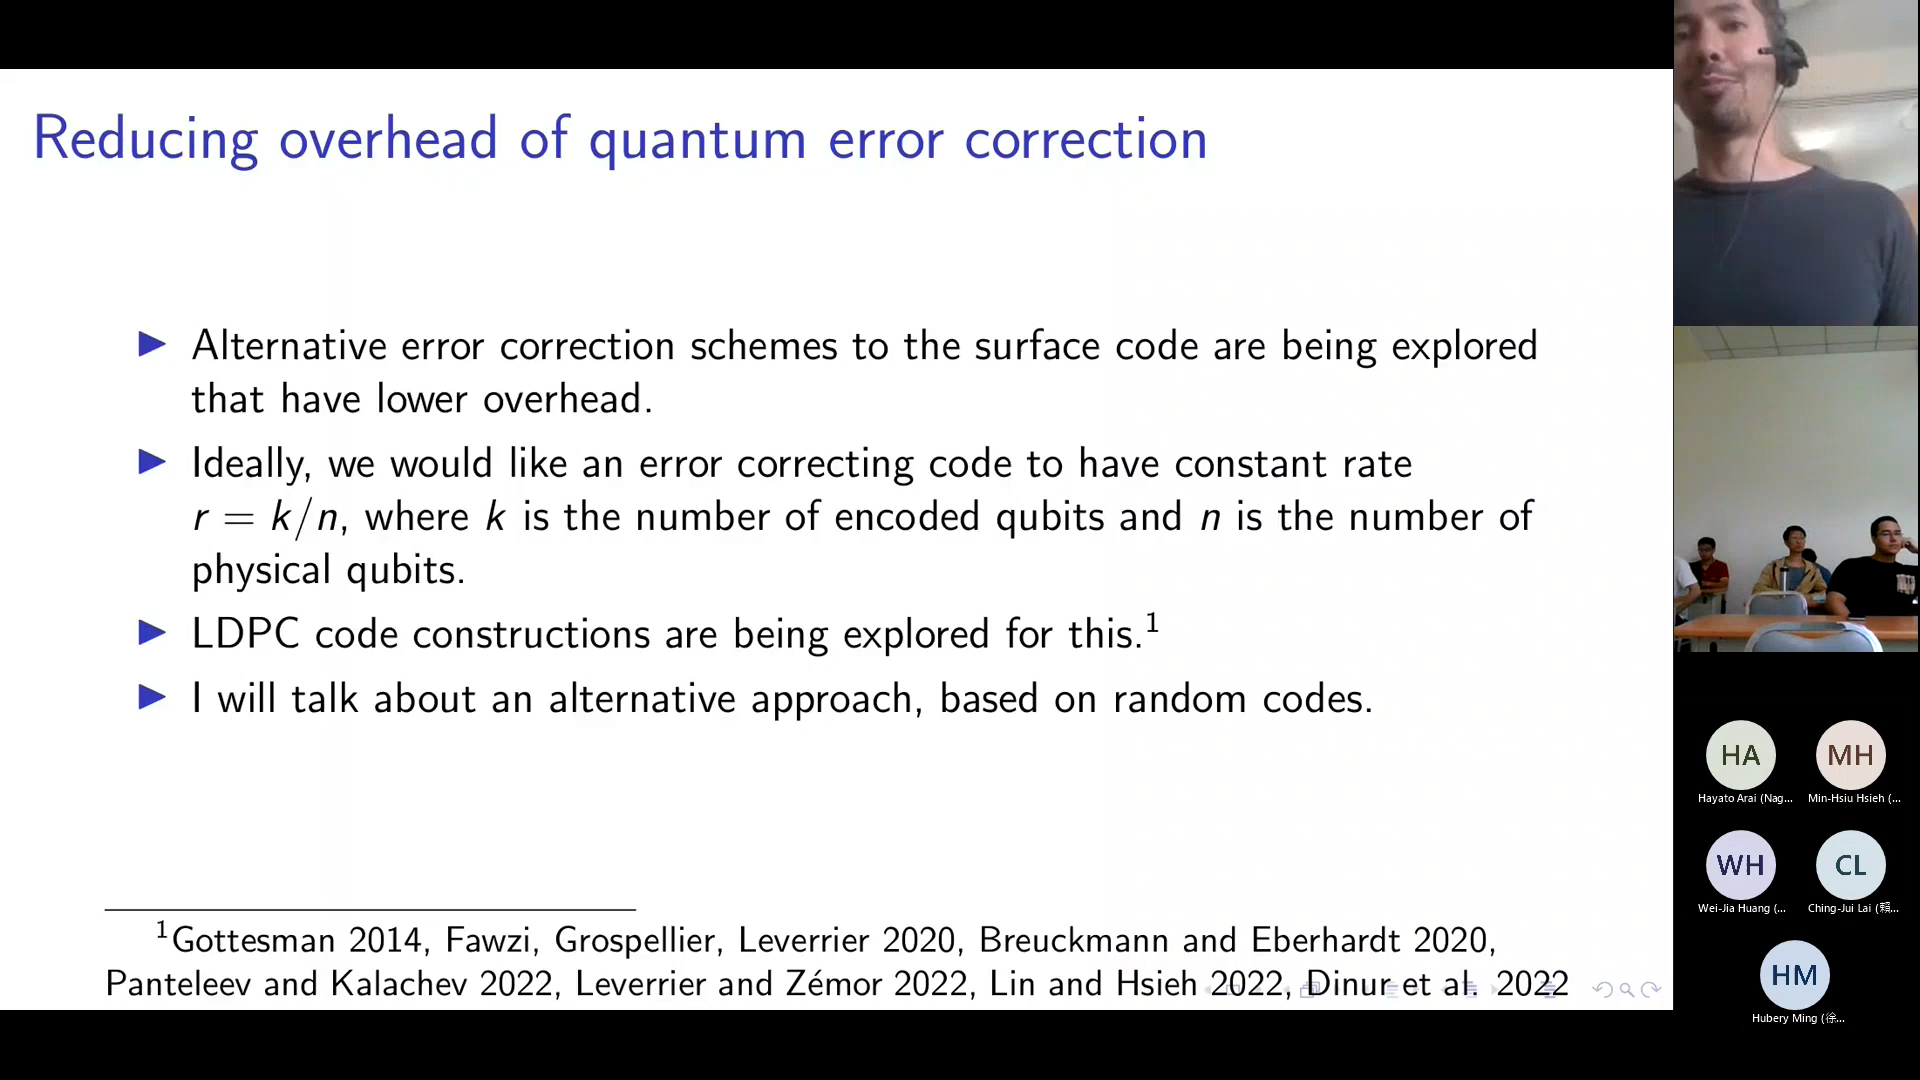 Reducing overhead of quantum error correction
Alternative error correction schemes to the surface code are being explored
that have lower overhead.
Ideally, we would like an error correcting code to have constant rate
r = k/n, where k is the number of encoded qubits and n is the number of
physical qubits.
LDPC code constructions are being explored for this.¹
I will talk about an alternative approach, based on random codes.
¹Gottesman 2014, Fawzi, Grospellier, Leverrier 2020, Breuckmann and Eberhardt 2020,
Panteleev and Kalachev 2022, Leverrier and Zémor 2022, Lin and Hsieh 2022, Dinur et al. 2022
HA
Hayato Arai (Nag...
MH
Min-Hsiu Hsieh (...
WH
Wei-Jia Huang (...
CL
Ching-Jui Lai (賴...
HM
Hubery Ming (徐...